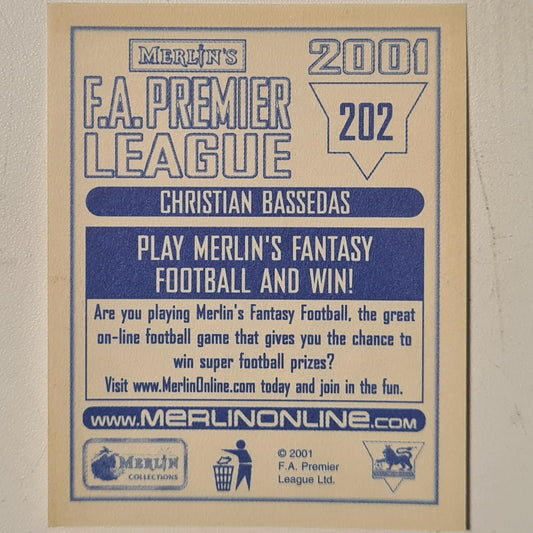 MERLIN'S
2001
F.A. PREMIER
LEAGUE
202
CHRISTIAN BASSEDAS
PLAY MERLIN'S FANTASY
FOOTBALL AND WIN!
Are you playing Merlin's Fantasy Football, the great
on-line football game that gives you the chance to
win super football prizes?
Visit www.MerlinOnline.com today and join in the fun.
www.MERLINONLINE.com
MERLIN
COLLECTIONS
© 2001
F.A. Premier
League Ltd.